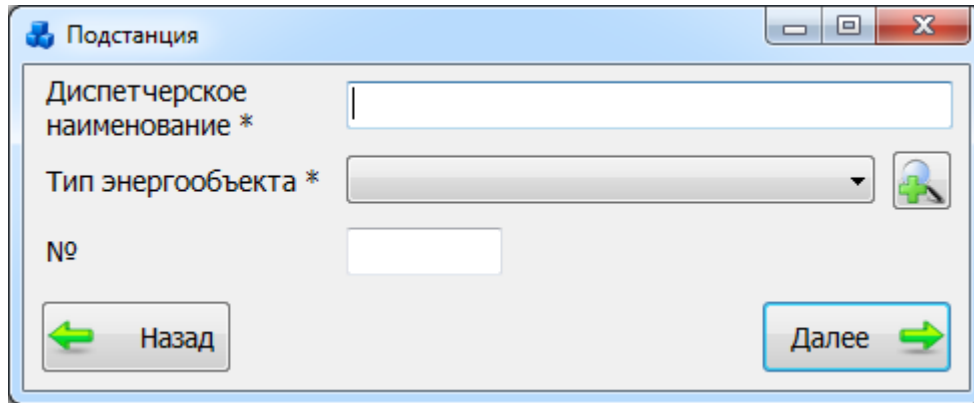 Подстанция
Диспетчерское
наименование *
Тип энергообъекта *
№
Назад
Далее